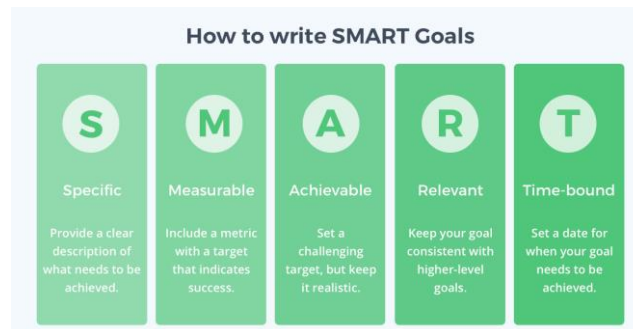 How to write SMART Goals
S
Specific
Provide a clear
description of
what needs to be
achieved.
M
Measurable
Include a metric
with a target
that indicates
success.
A
Achievable
Set a
challenging
target, but keep
it realistic.
R
Relevant
Keep your goal
consistent with
higher-level
goals.
T
Time-bound
Set a date for
when your goal
needs to be
achieved.